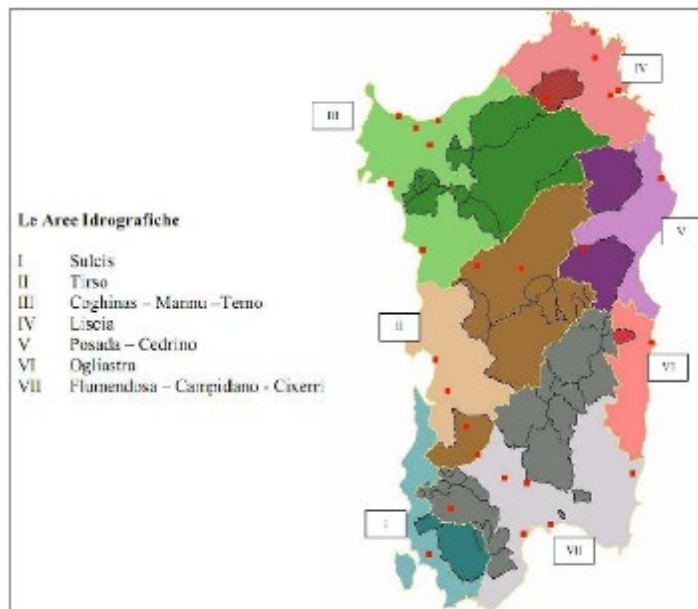 Le Aree Idrografiche
I Sulcis
II Tirso
III Coghinas – Mannu –Temo
IV Liscia
V Posada – Cedrino
VI Ogliastra
VII Flumendosa – Campidano - Cixerri
IV
III
V
II
VI
I
VII